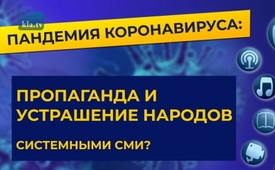 kla.tv
ПАНДЕМИЯ КОРОНАВИРУСА:
ПРОПАГАНДА И
УСТРАШЕНИЕ НАРОДОВ
СИСТЕМНЫМИ СМИ?